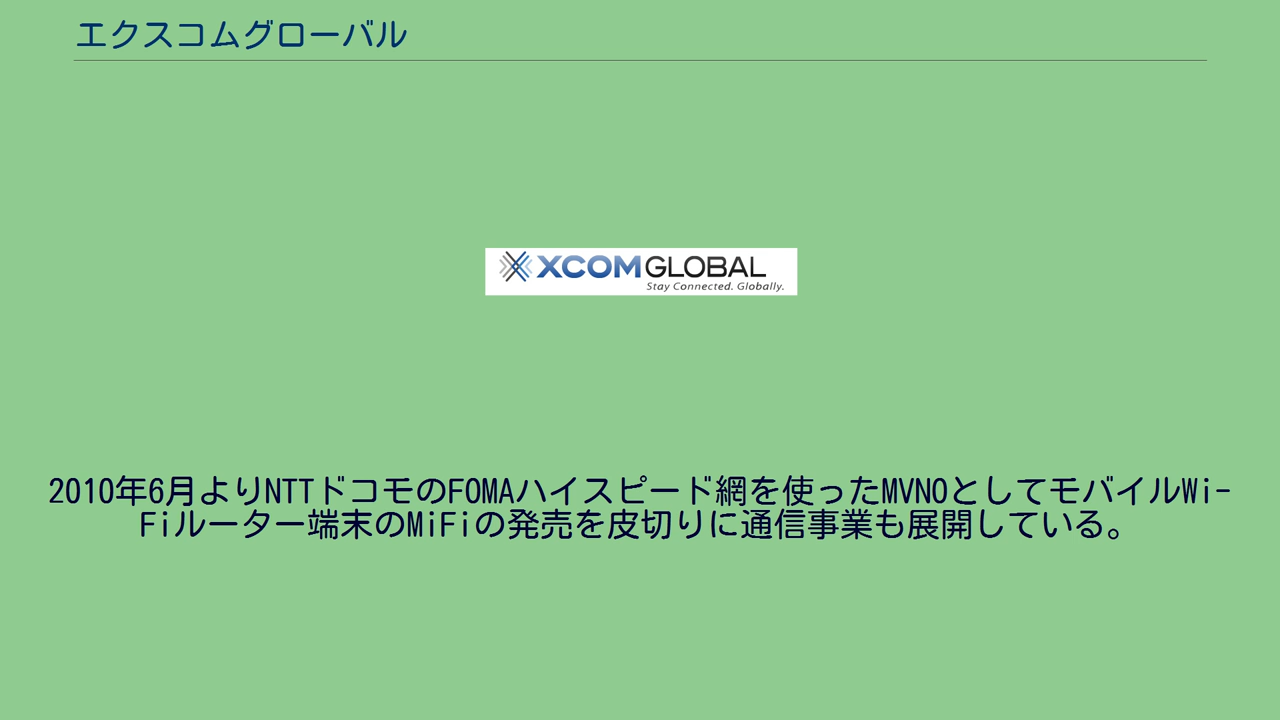 エクスコムグローバル
XCOMGLOBAL
Stay Connected. Globally.
2010年6月よりNTTドコモのFOMAハイスピード網を使ったMVNOとしてモバイルWi-
Fiルーター端末のMiFiの発売を皮切りに通信事業も展開している。